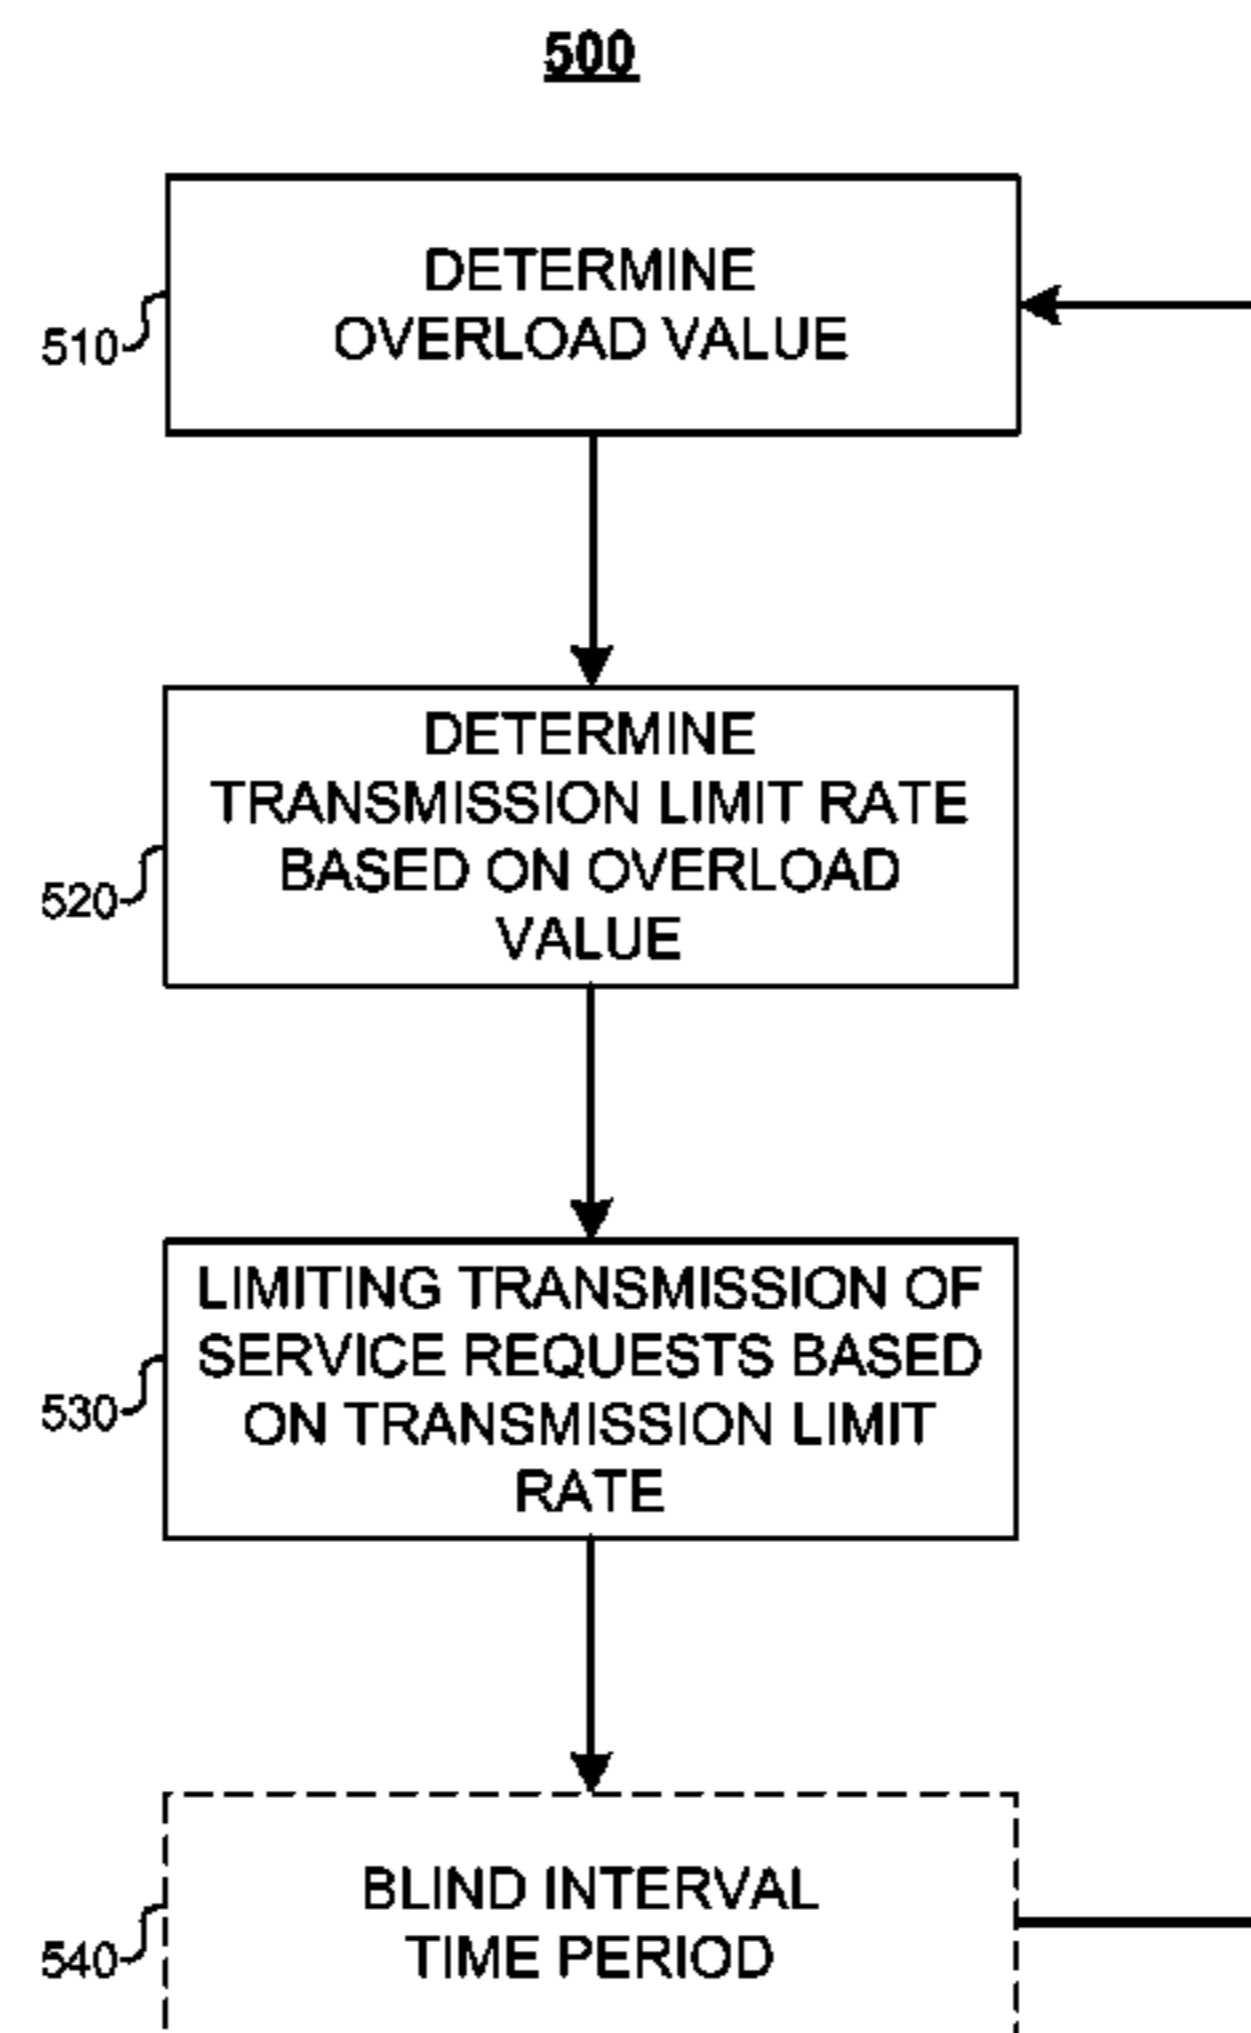 500
DETERMINE
OVERLOAD VALUE
510
DETERMINE
TRANSMISSION LIMIT RATE
BASED ON OVERLOAD
VALUE
520
LIMITING TRANSMISSION OF
SERVICE REQUESTS BASED
ON TRANSMISSION LIMIT
RATE
530
BLIND INTERVAL
TIME PERIOD
540